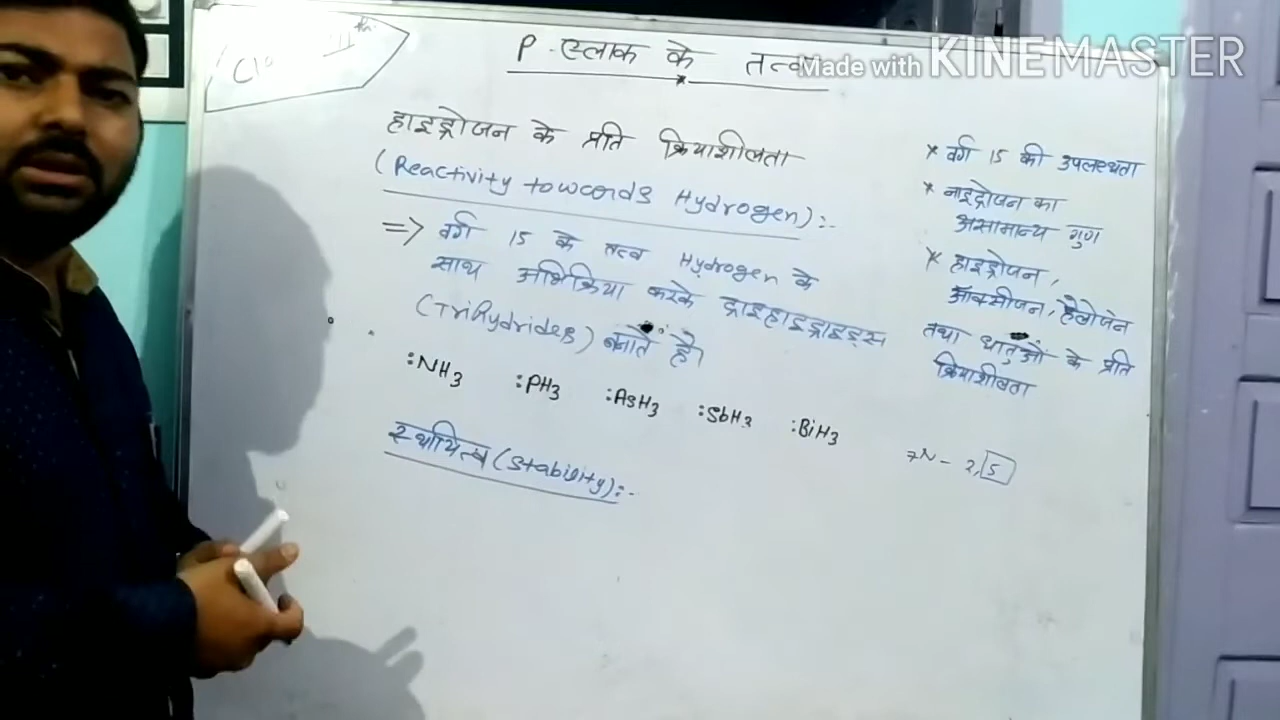 P-ब्लाक के तत्व
Made with KINEMASTER
हाइड्रोजन के प्रति क्रियाशीलता
(Reactivity towards Hydrogen):-
=> वर्ग 15 के तत्व Hydrogen के
साथ अभिक्रिया करके ट्राइहाइड्राइड्स
(Trihydrides) बनाते है।
:NH3 :PH3 :AsH3 :SbH3 :BiH3
स्थायित्व (Stability):-
* वर्ग 15 की उपलब्धता
* नाइट्रोजन का
असामान्य गुण
* हाइड्रोजन,
ऑक्सीजन, हैलोजेन
तथा धातुओं के प्रति
क्रियाशीलता
7N - 2,5